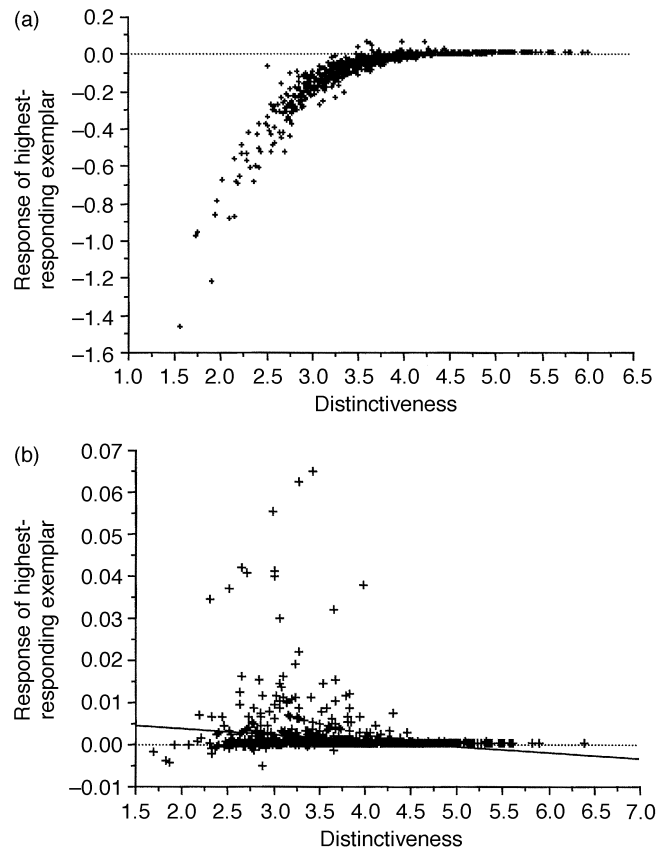 (a)
Response of highest-
responding exemplar
0.2
0.0
−0.2
−0.4
−0.6
−0.8
−1.0
−1.2
−1.4
−1.6
1.0 1.5 2.0 2.5 3.0 3.5 4.0 4.5 5.0 5.5 6.0 6.5
Distinctiveness
(b)
Response of highest-
responding exemplar
0.07
0.06
0.05
0.04
0.03
0.02
0.01
0.00
−0.01
1.5 2.0 2.5 3.0 3.5 4.0 4.5 5.0 5.5 6.0 6.5 7.0
Distinctiveness